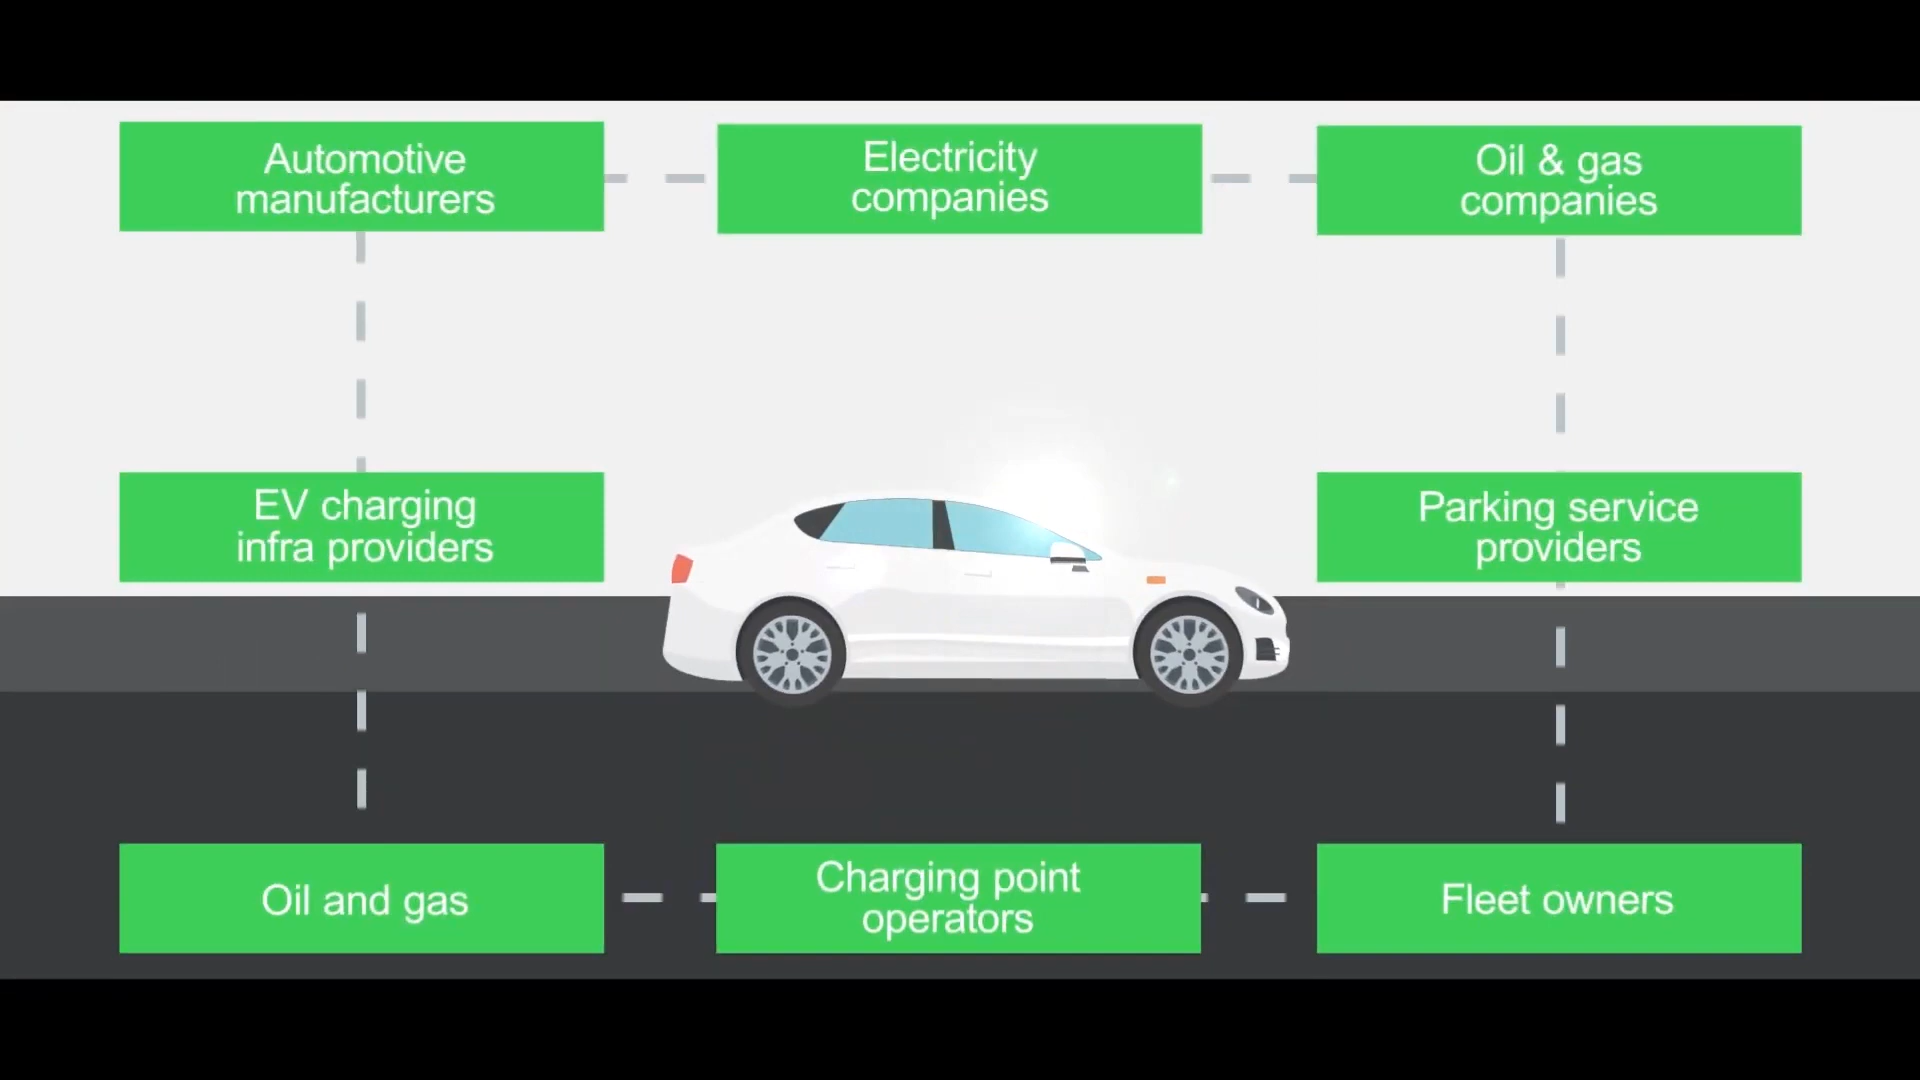 Automotive
manufacturers
Electricity
companies
Oil & gas
companies
EV charging
infra providers
Parking service
providers
Oil and gas
Charging point
operators
Fleet owners